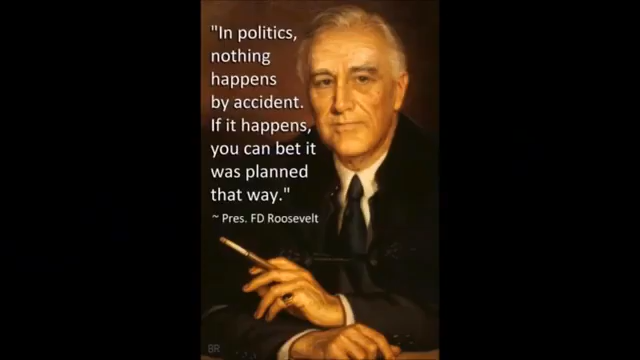 "In politics,
nothing
happens
by accident.
If it happens,
you can bet it
was planned
that way."
~ Pres. FD Roosevelt
BR